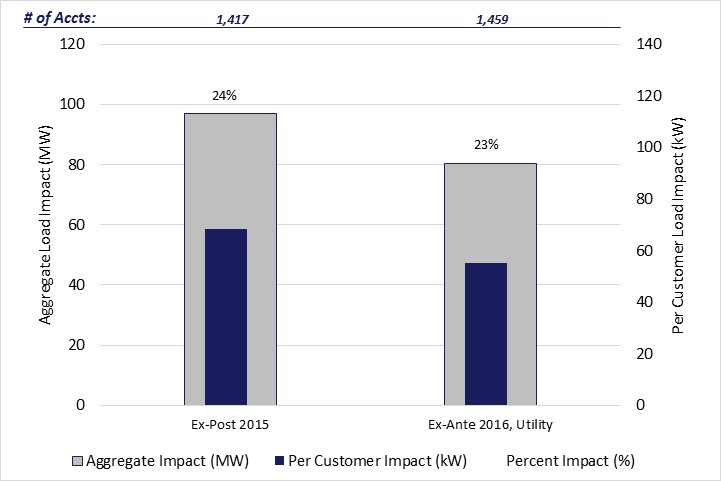 # of Accts: 1,417 1,459
120 140
100 120
80 100
60 80
40 60
20 40
0 20
0
24%
23%
Aggregate Load Impact (MW)
Per Customer Load Impact (kW)
Ex-Post 2015 Ex-Ante 2016, Utility
Aggregate Impact (MW) Per Customer Impact (kW) Percent Impact (%)